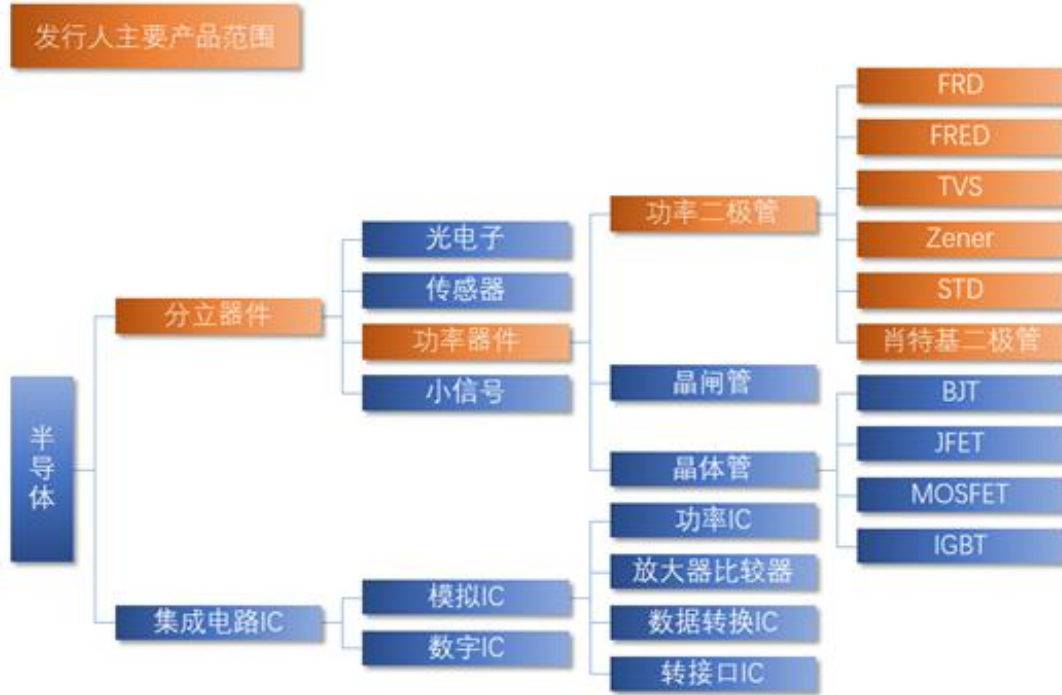 发行人主要产品范围
FRD
FRED
TVS
功率二极管
光电子
Zener
传感器
STD
分立器件
功率器件
肖特基二极管
小信号
晶闸管
BJT
半导体
JFET
晶体管
MOSFET
功率IC
IGBT
放大器比较器
模拟IC
集成电路IC
数据转换IC
数字IC
转接口IC